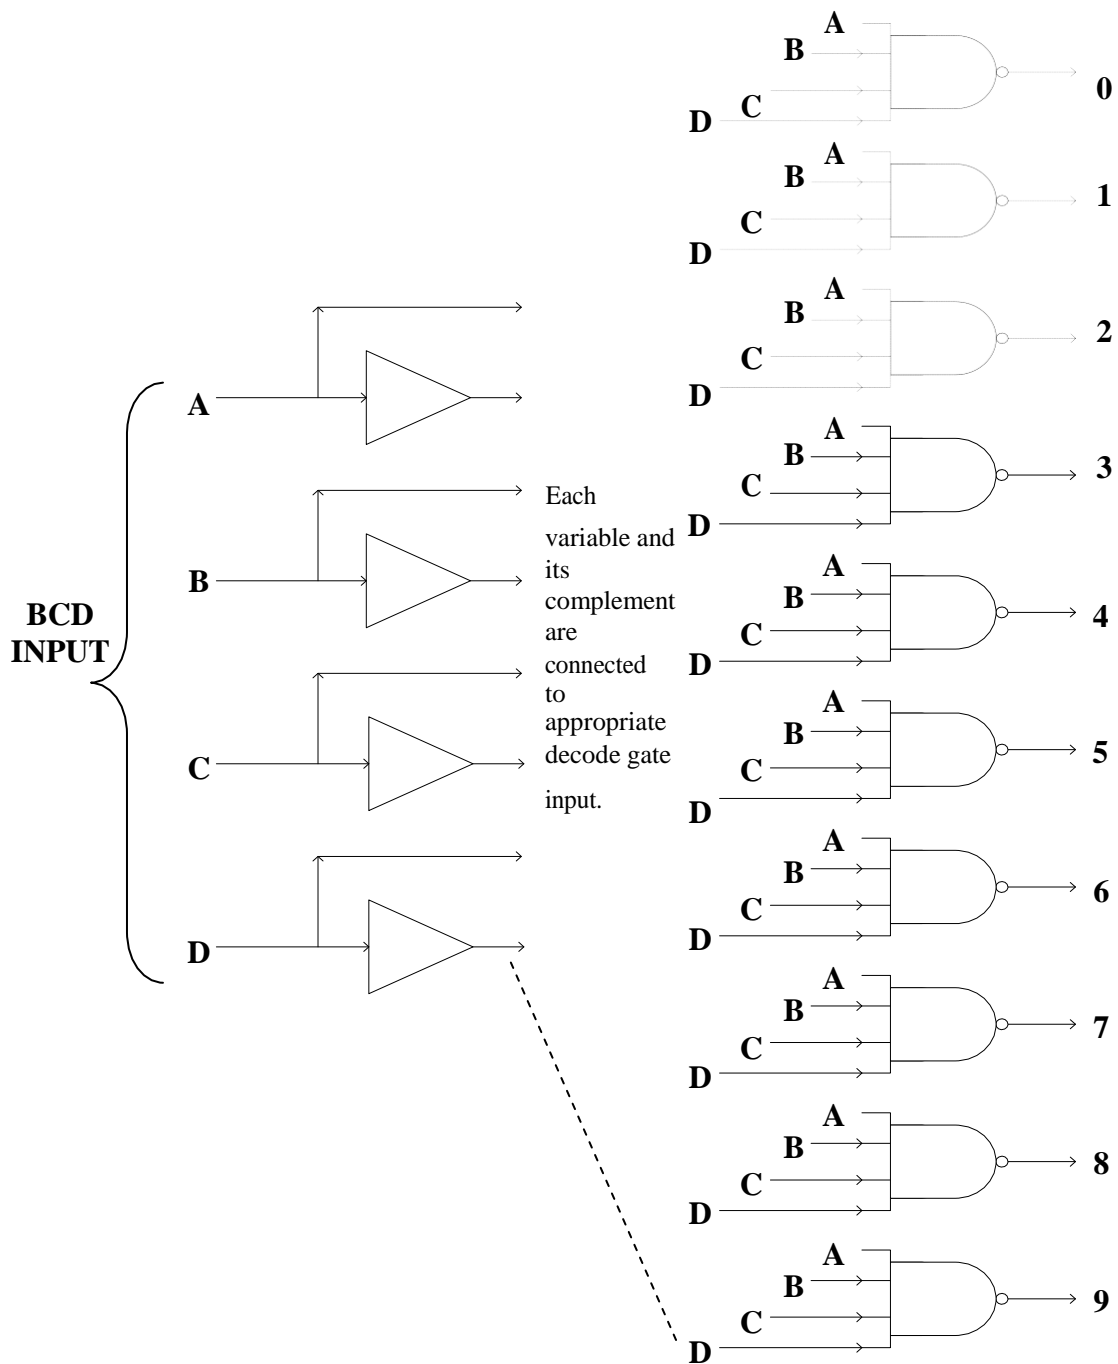 A
B
C
D
0
A
B
C
D
1
A
B
C
D
2
A
B
C
D
3
A
B
C
D
4
A
B
C
D
5
A
B
C
D
6
A
B
C
D
7
A
B
C
D
8
A
B
C
D
9
BCD
INPUT
A
B
C
D
Each
variable and
its
complement
are
connected
to
appropriate
decode gate
input.